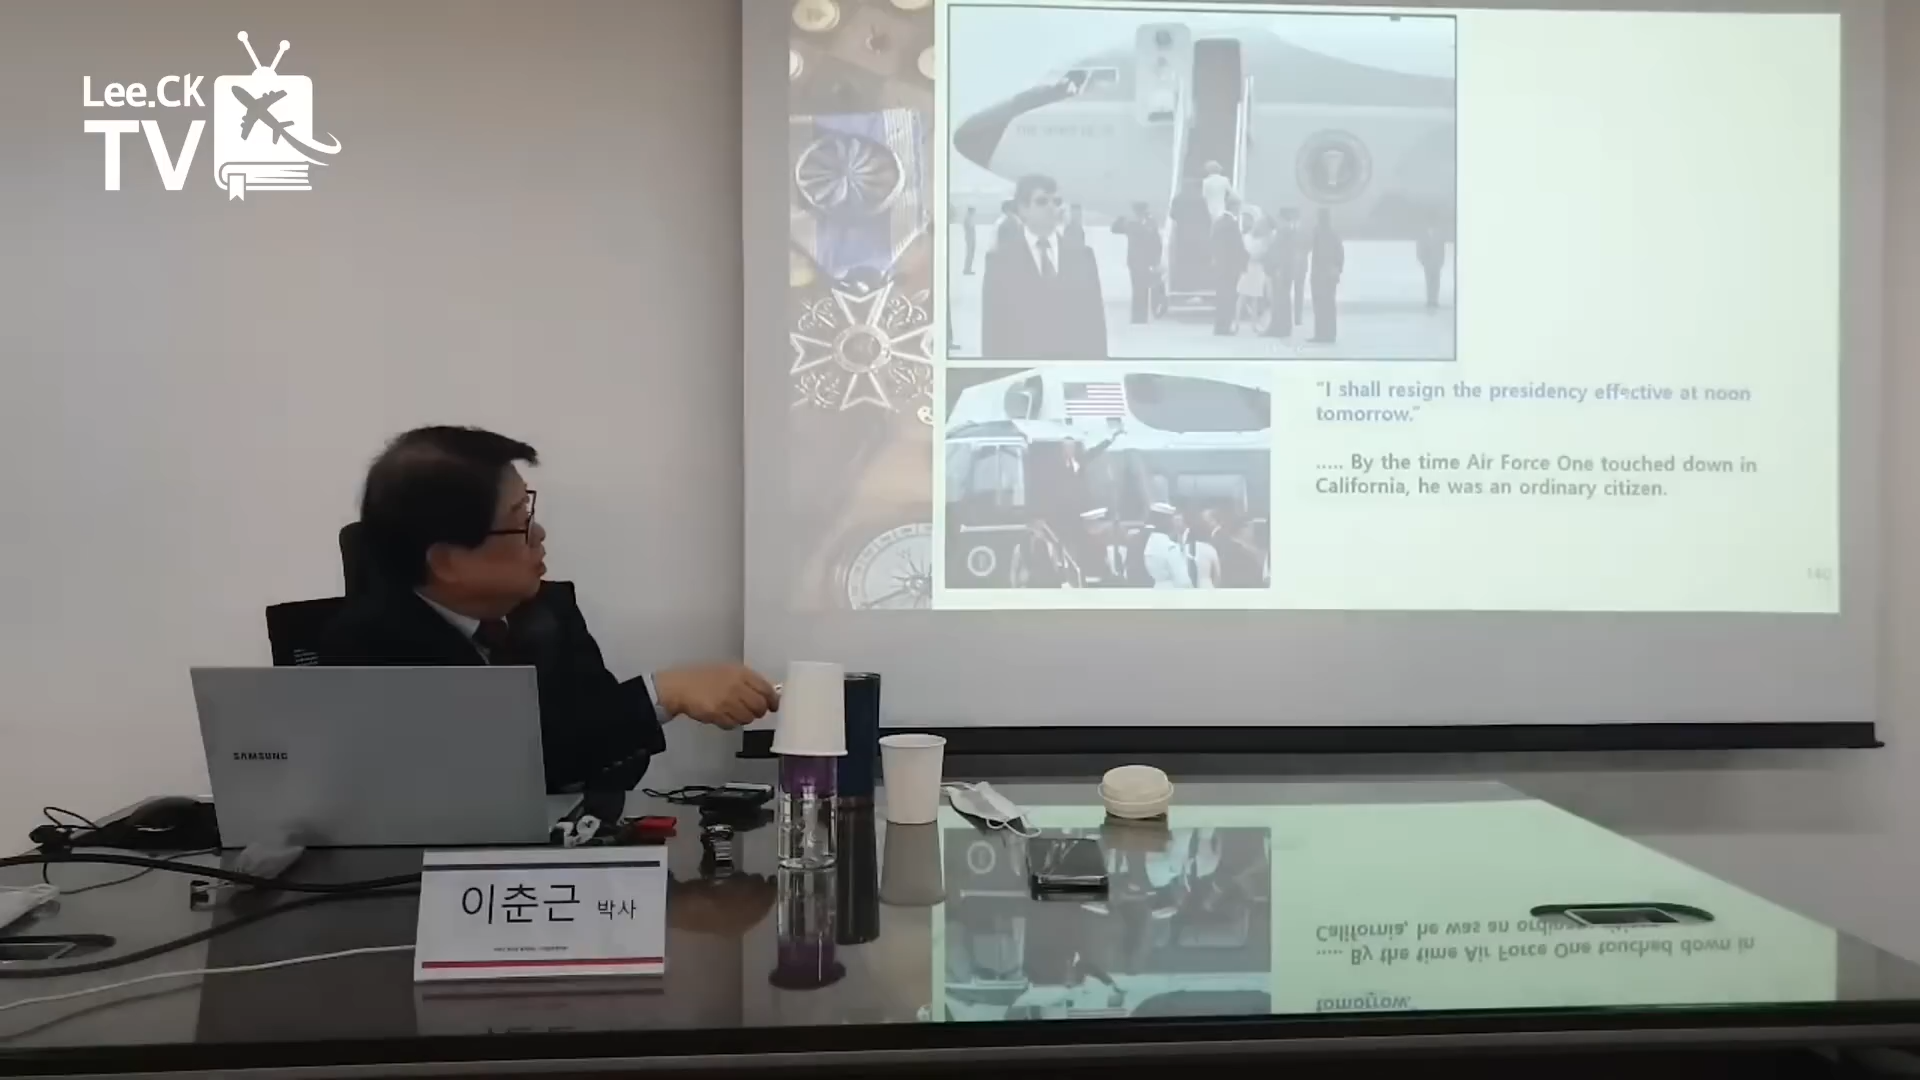 Lee.CK
TV
"I shall resign the presidency effective at noon
tomorrow."
..... By the time Air Force One touched down in
California, he was an ordinary citizen.
140
SAMSUNG
이춘근 박사